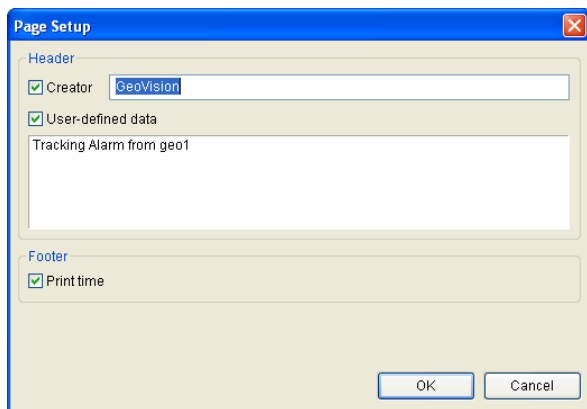 Page Setup
Header
Creator GeoVision
User-defined data
Tracking Alarm from geo1
Footer
Print time
OK Cancel